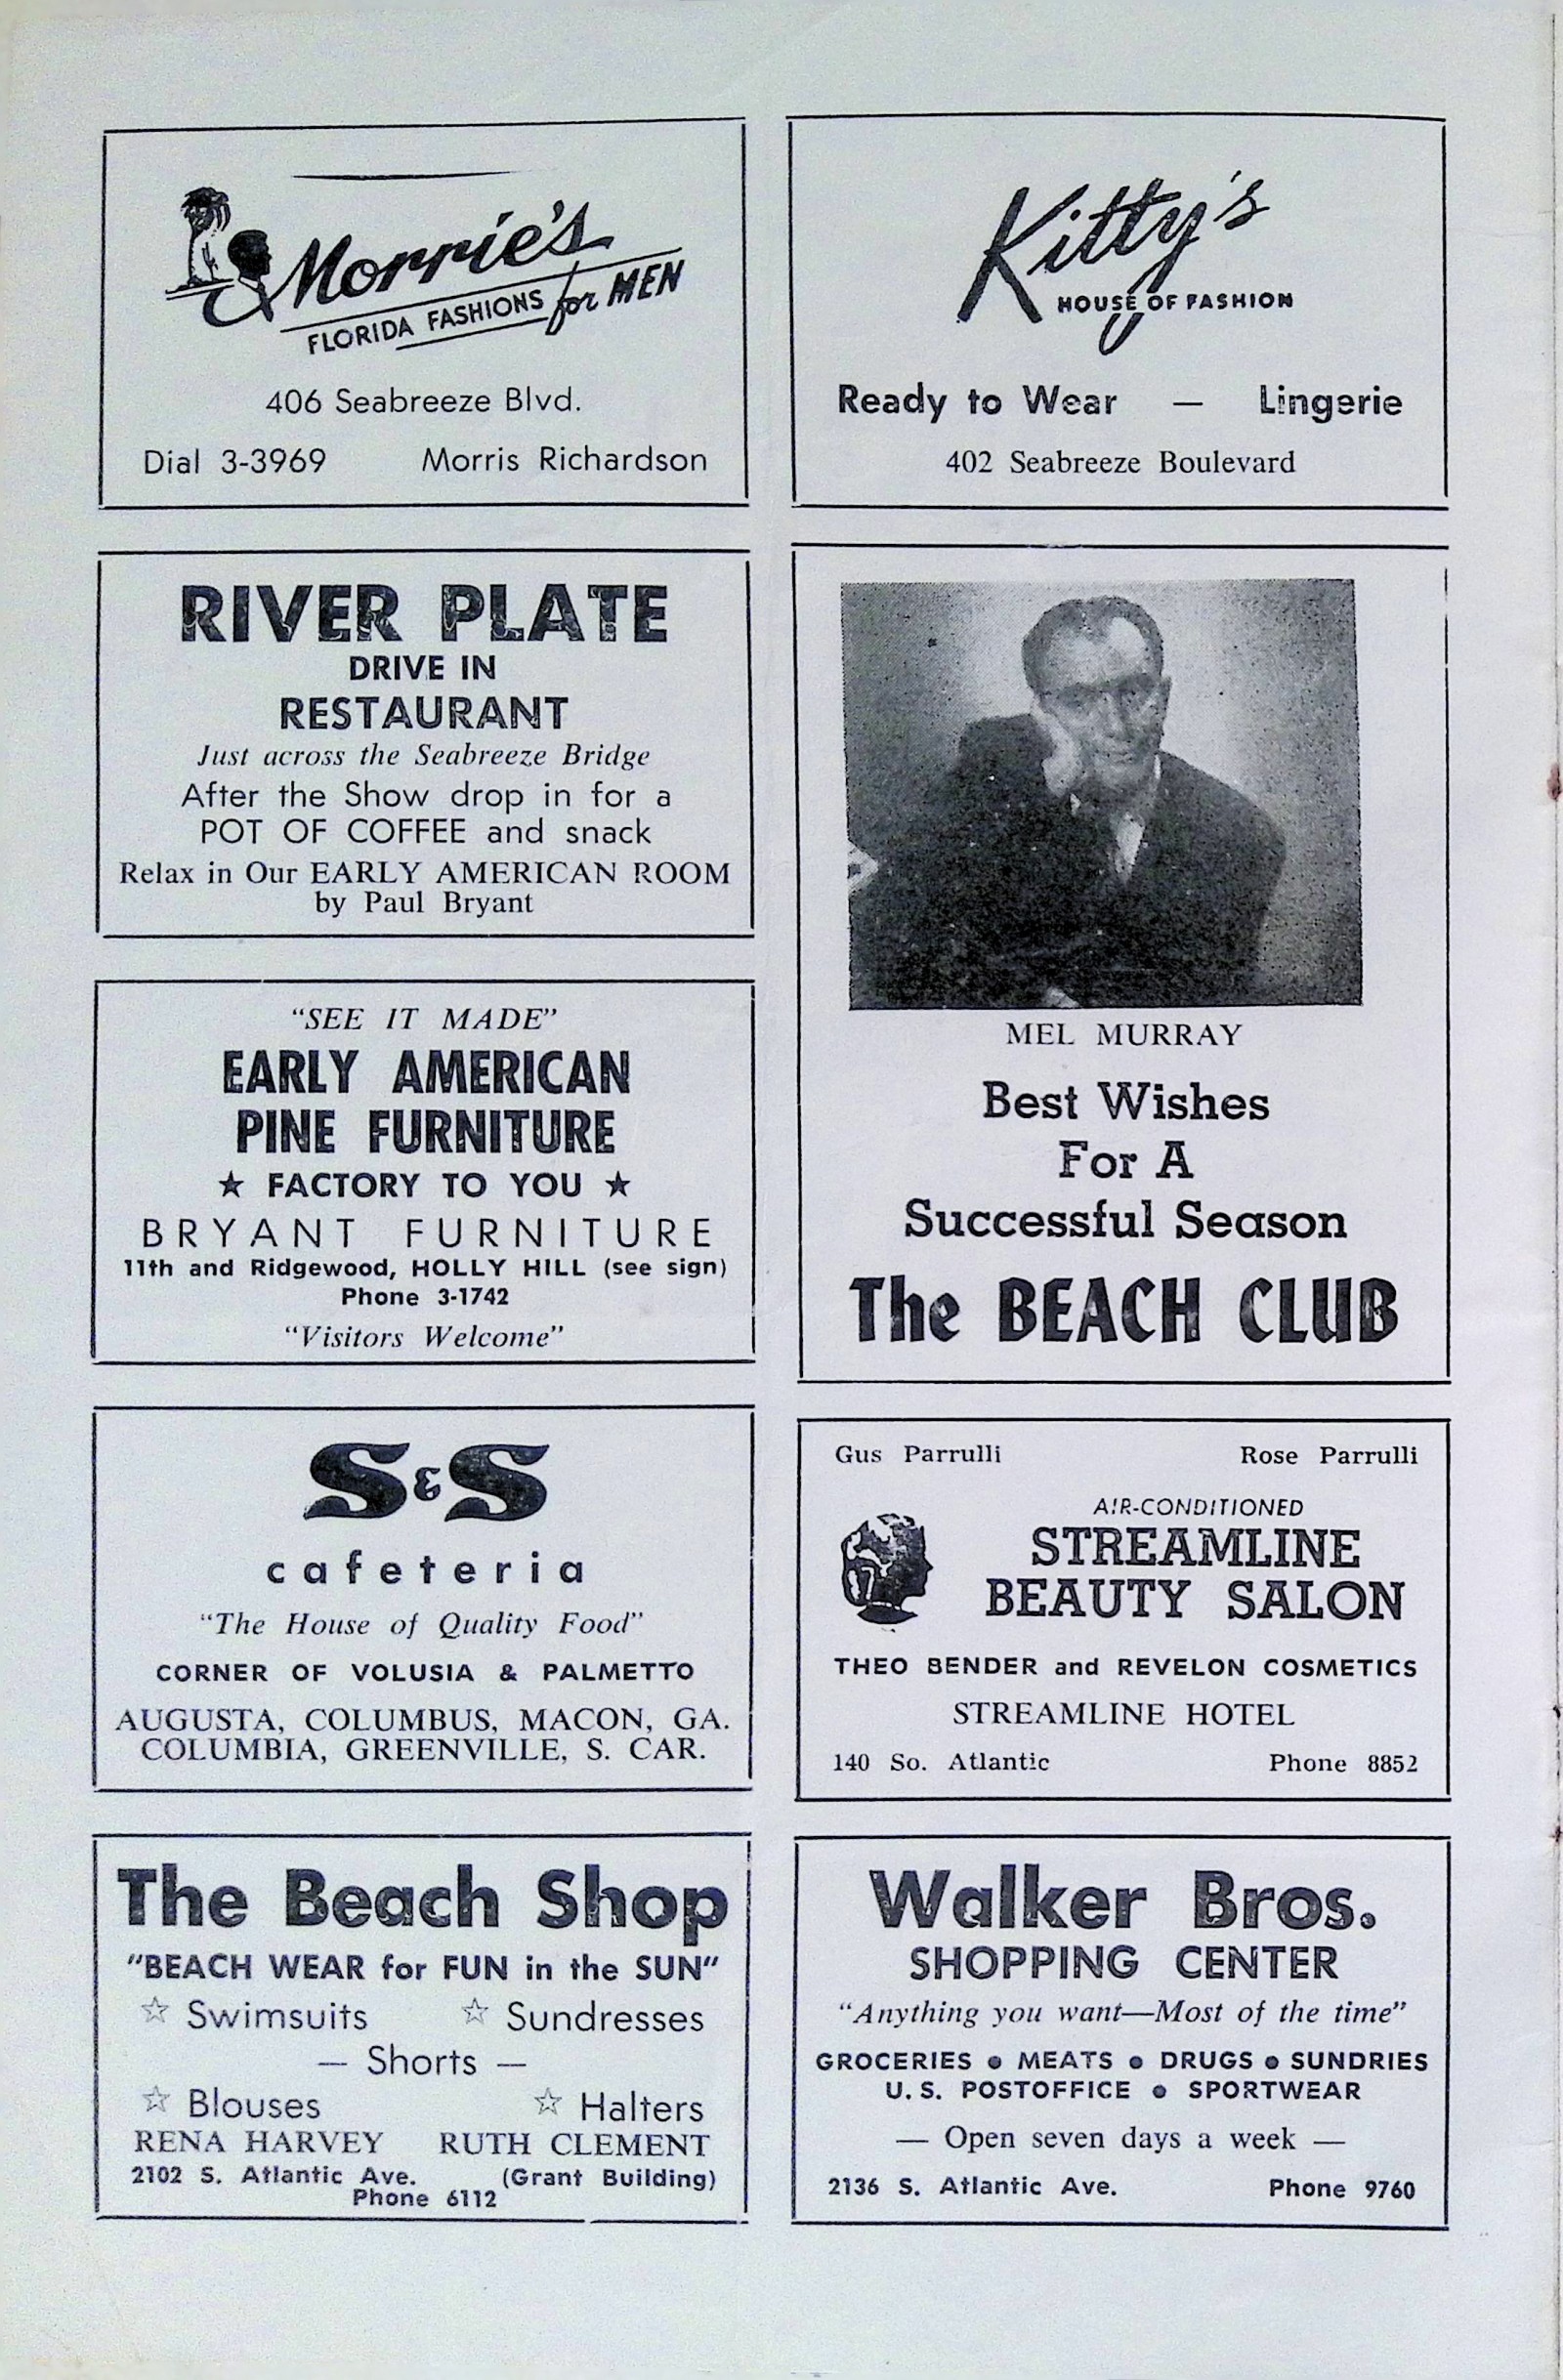 Morrie's
FLORIDA FASHIONS for MEN
406 Seabreeze Blvd.
Dial 3-3969 Morris Richardson
Kitty's
HOUSE OF FASHION
Ready to Wear — Lingerie
402 Seabreeze Boulevard
RIVER PLATE
DRIVE IN
RESTAURANT
Just across the Seabreeze Bridge
After the Show drop in for a
POT OF COFFEE and snack
Relax in Our EARLY AMERICAN ROOM
by Paul Bryant
MEL MURRAY
Best Wishes
For A
Successful Season
The BEACH CLUB
"SEE IT MADE"
EARLY AMERICAN
PINE FURNITURE
★ FACTORY TO YOU ★
BRYANT FURNITURE
11th and Ridgewood, HOLLY HILL (see sign)
Phone 3-1742
"Visitors Welcome"
S&S
cafeteria
"The House of Quality Food"
CORNER OF VOLUSIA & PALMETTO
AUGUSTA, COLUMBUS, MACON, GA.
COLUMBIA, GREENVILLE, S. CAR.
Gus Parrulli Rose Parrulli
AIR-CONDITIONED
STREAMLINE
BEAUTY SALON
THEO BENDER and REVELON COSMETICS
STREAMLINE HOTEL
140 So. Atlantic Phone 8852
The Beach Shop
"BEACH WEAR for FUN in the SUN"
☆ Swimsuits ☆ Sundresses
— Shorts —
☆ Blouses ☆ Halters
RENA HARVEY RUTH CLEMENT
2102 S. Atlantic Ave. (Grant Building)
Phone 6112
Walker Bros.
SHOPPING CENTER
"Anything you want—Most of the time"
GROCERIES • MEATS • DRUGS • SUNDRIES
U. S. POSTOFFICE • SPORTWEAR
— Open seven days a week —
2136 S. Atlantic Ave. Phone 9760